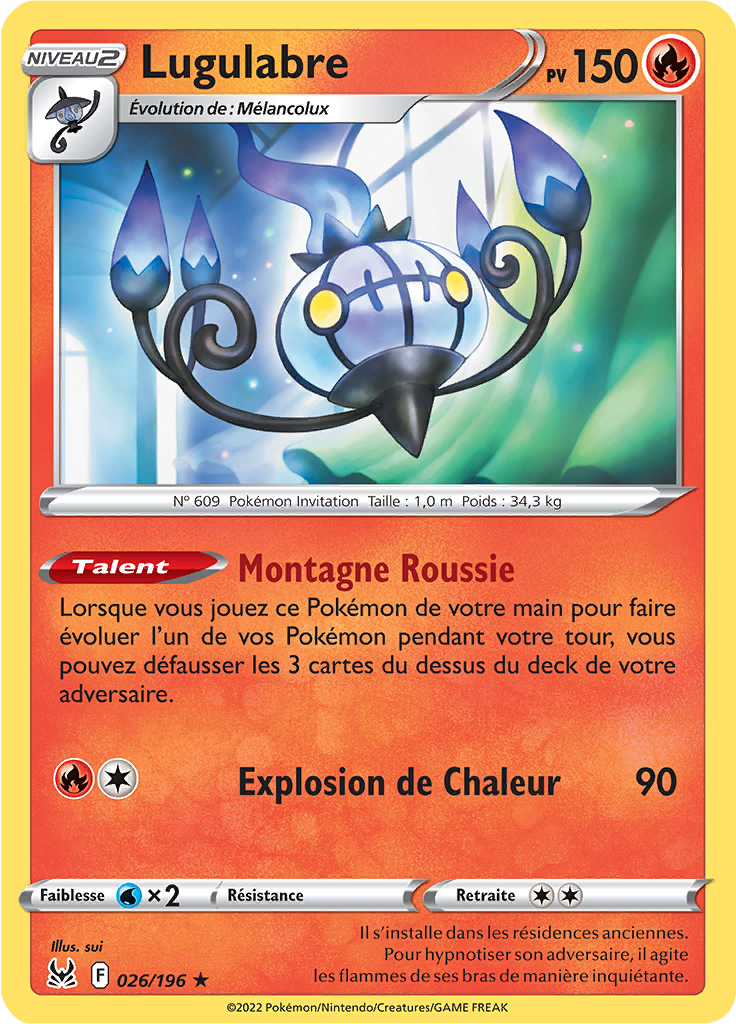 NIVEAU 2
Lugulabre
PV 150
Évolution de : Mélancolux
Nº 609 Pokémon Invitation Taille : 1,0 m Poids : 34,3 kg
Talent Montagne Roussie
Lorsque vous jouez ce Pokémon de votre main pour faire
évoluer l'un de vos Pokémon pendant votre tour, vous
pouvez défausser les 3 cartes du dessus du deck de votre
adversaire.
Explosion de Chaleur 90
Faiblesse ×2 Résistance Retraite
Il s'installe dans les résidences anciennes.
Pour hypnotiser son adversaire, il agite
les flammes de ses bras de manière inquiétante.
Illus. sui
F 026/196 ★
©2022 Pokémon/Nintendo/Creatures/GAME FREAK